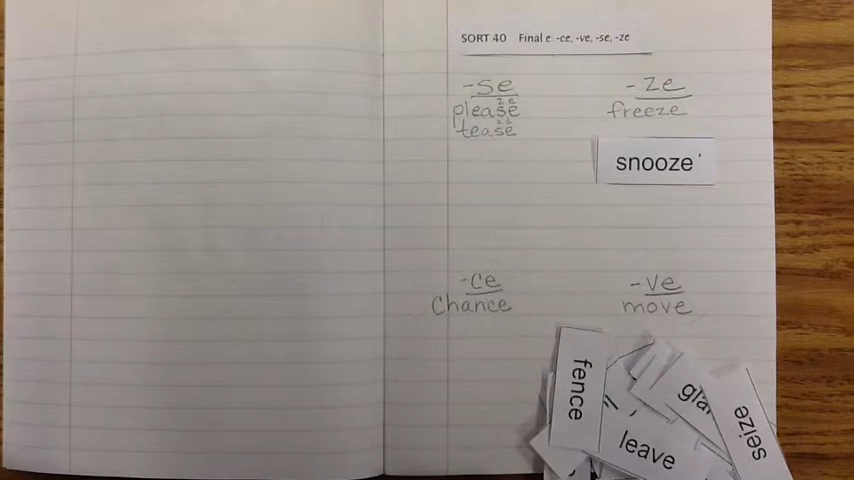 SORT 40 Final e -ce, -ve, -se, -ze
-se
please
tease
-ze
freeze
snooze
-ce
chance
-ve
move
fence
leave
seize